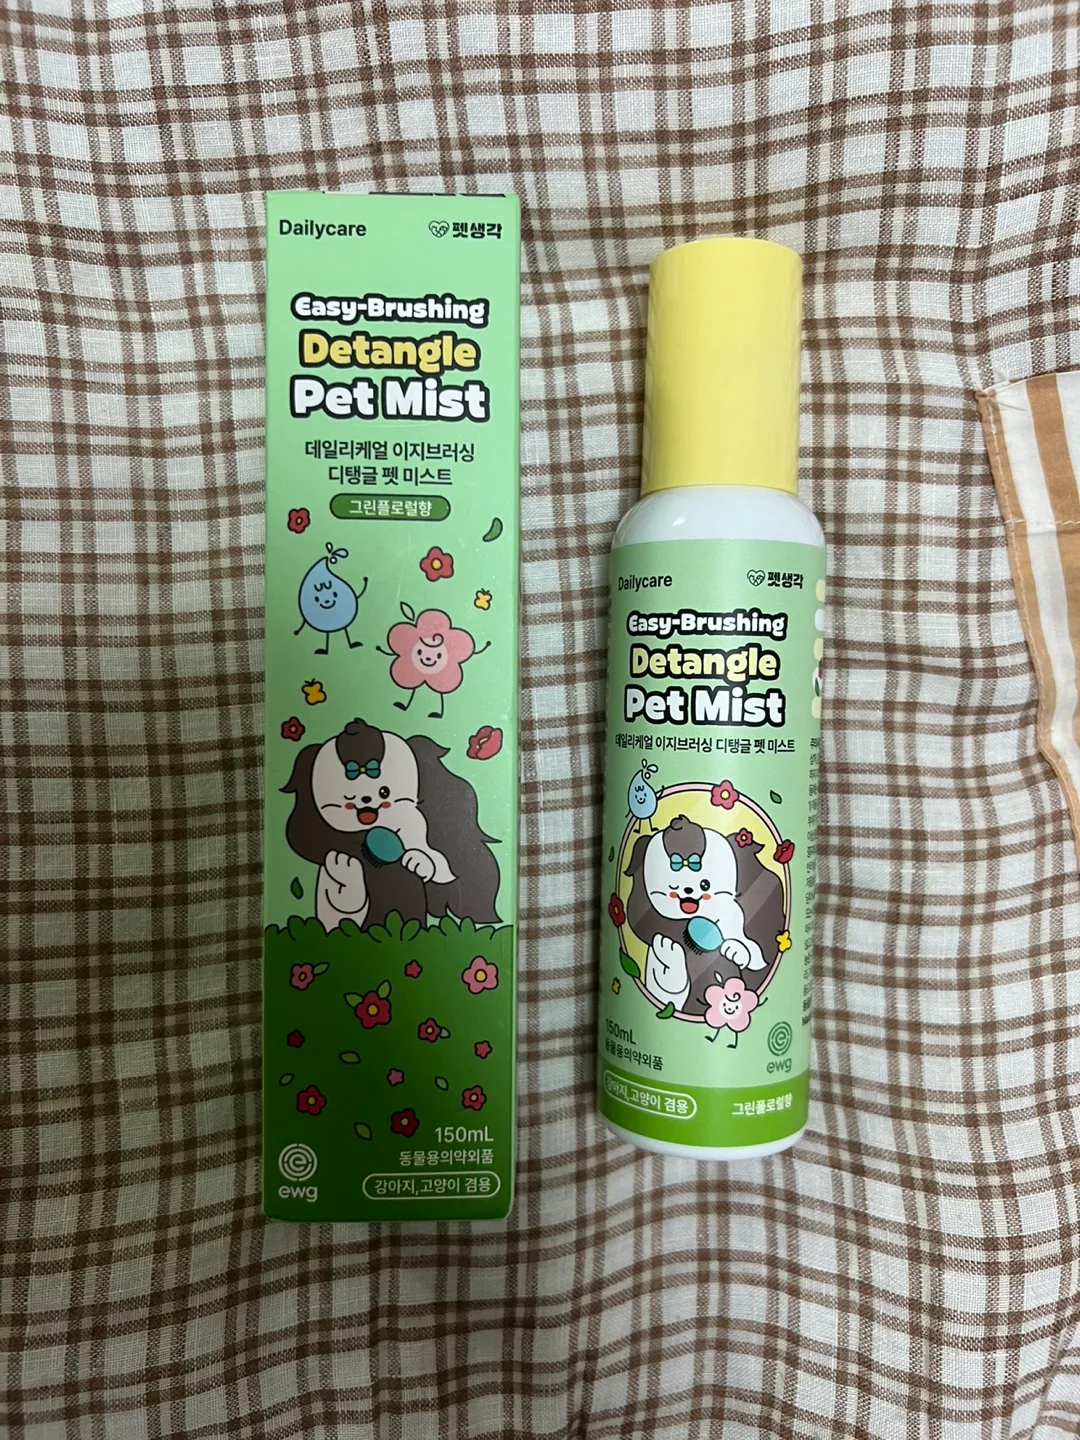 Dailycare
펫생각
Easy-Brushing
Detangle
Pet Mist
데일리케얼 이지브러싱
디탱글 펫 미스트
그린플로럴향
150mL
동물용의약외품
강아지,고양이 겸용
ewg
Dailycare
펫생각
Easy-Brushing
Detangle
Pet Mist
데일리케얼 이지브러싱 디탱글 펫 미스트
150mL
동물용의약외품
ewg
강아지,고양이 겸용
그린플로럴향